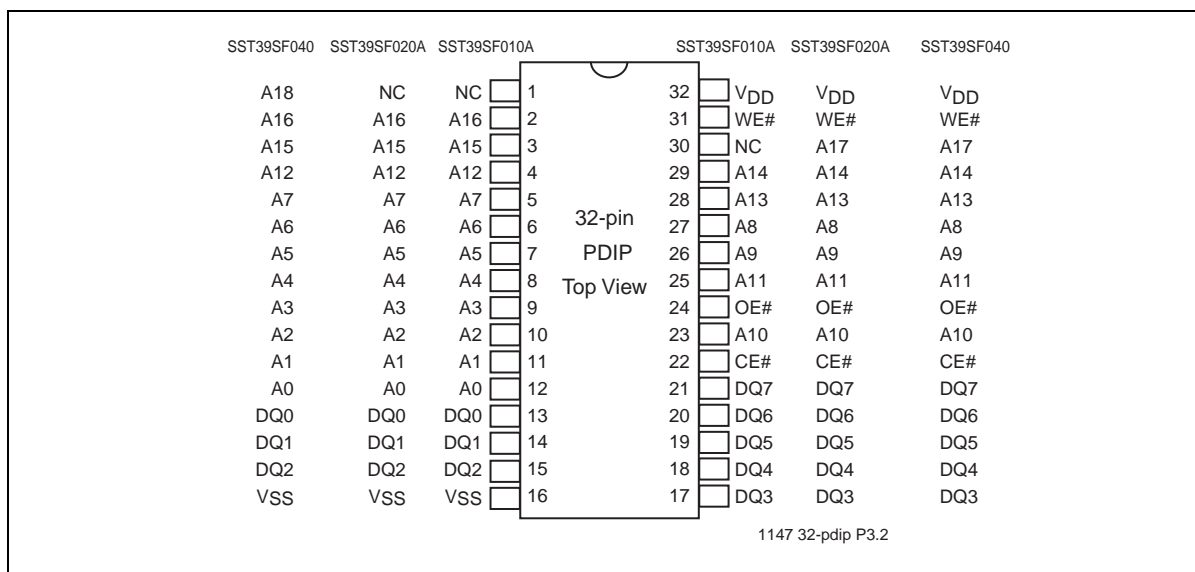 SST39SF040 SST39SF020A SST39SF010A SST39SF010A SST39SF020A SST39SF040
A18 NC NC 1 32 VDD VDD VDD
A16 A16 A16 2 31 WE# WE# WE#
A15 A15 A15 3 30 NC A17 A17
A12 A12 A12 4 29 A14 A14 A14
A7 A7 A7 5 28 A13 A13 A13
A6 A6 A6 6 32-pin 27 A8 A8 A8
A5 A5 A5 7 PDIP 26 A9 A9 A9
A4 A4 A4 8 Top View 25 A11 A11 A11
A3 A3 A3 9 24 OE# OE# OE#
A2 A2 A2 10 23 A10 A10 A10
A1 A1 A1 11 22 CE# CE# CE#
A0 A0 A0 12 21 DQ7 DQ7 DQ7
DQ0 DQ0 DQ0 13 20 DQ6 DQ6 DQ6
DQ1 DQ1 DQ1 14 19 DQ5 DQ5 DQ5
DQ2 DQ2 DQ2 15 18 DQ4 DQ4 DQ4
VSS VSS VSS 16 17 DQ3 DQ3 DQ3
1147 32-pdip P3.2